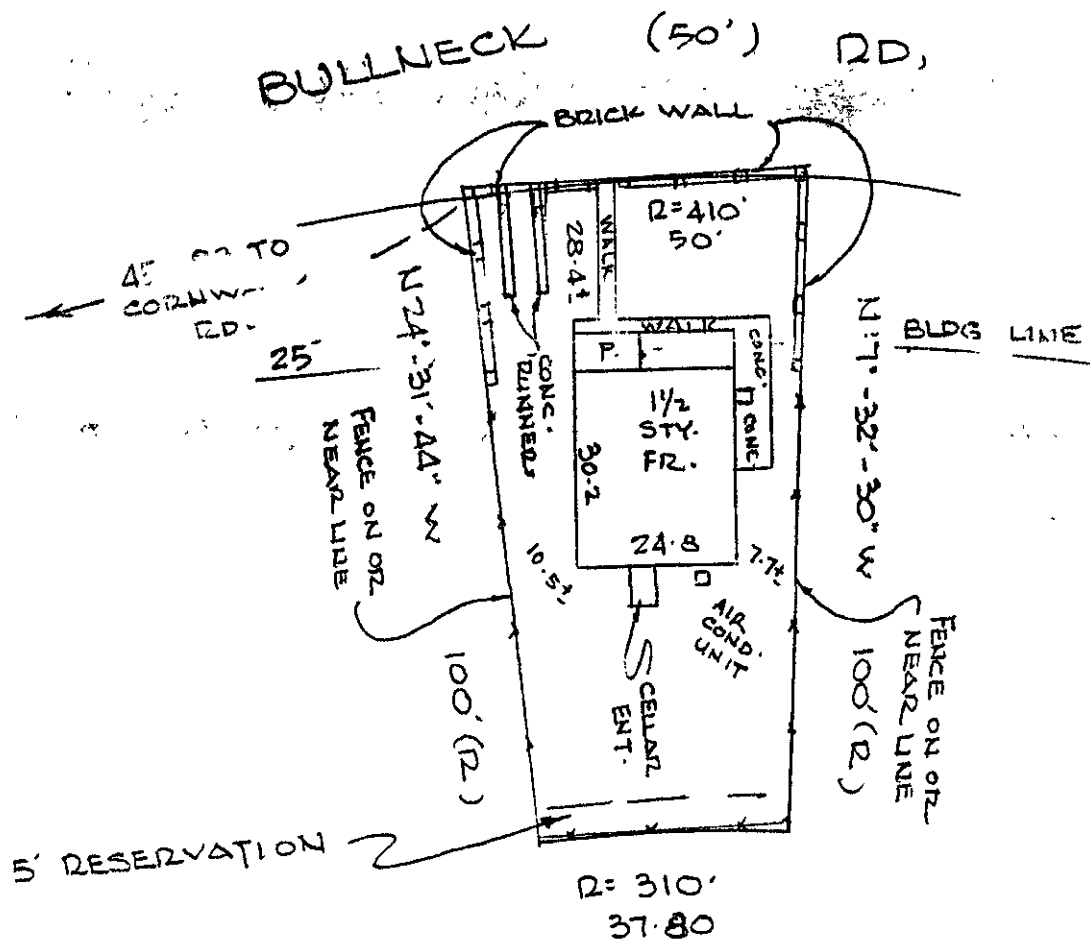 BULLNECK (50') RD,
BRICK WALL
R=410'
50'
WALK
28.4±
TO
RD.
25'
BLDG LINE
N 24°-31'-44" W
-32'-30" W
CONC.
RUNNERS
WALK
P.
CONC.
CONC.
1½
STY.
FR.
30.2
24.8
FENCE ON OR
NEAR LINE
10.5±
7.7±
AIR
COND.
UNIT
CELLAR
ENT.
FENCE ON OR
NEAR LINE
100'(R)
100'(R)
5' RESERVATION
R= 310'
37.80